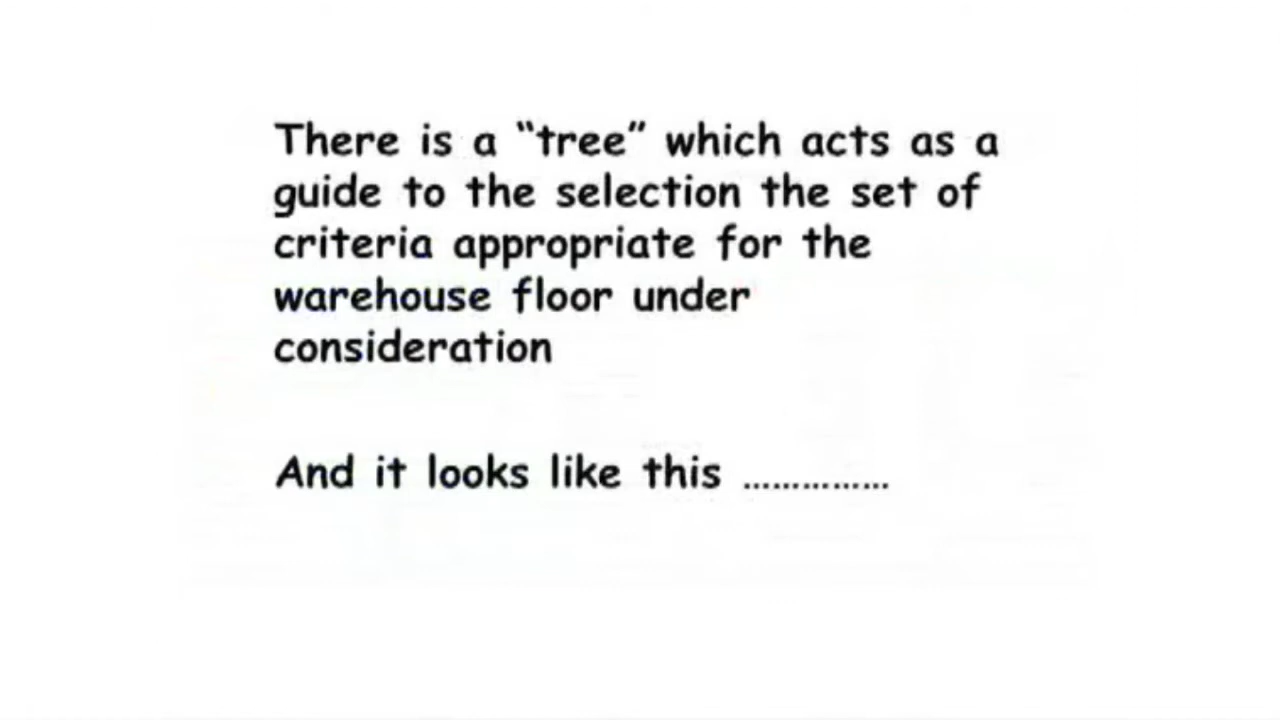 There is a “tree” which acts as a
guide to the selection the set of
criteria appropriate for the
warehouse floor under
consideration
And it looks like this ……………